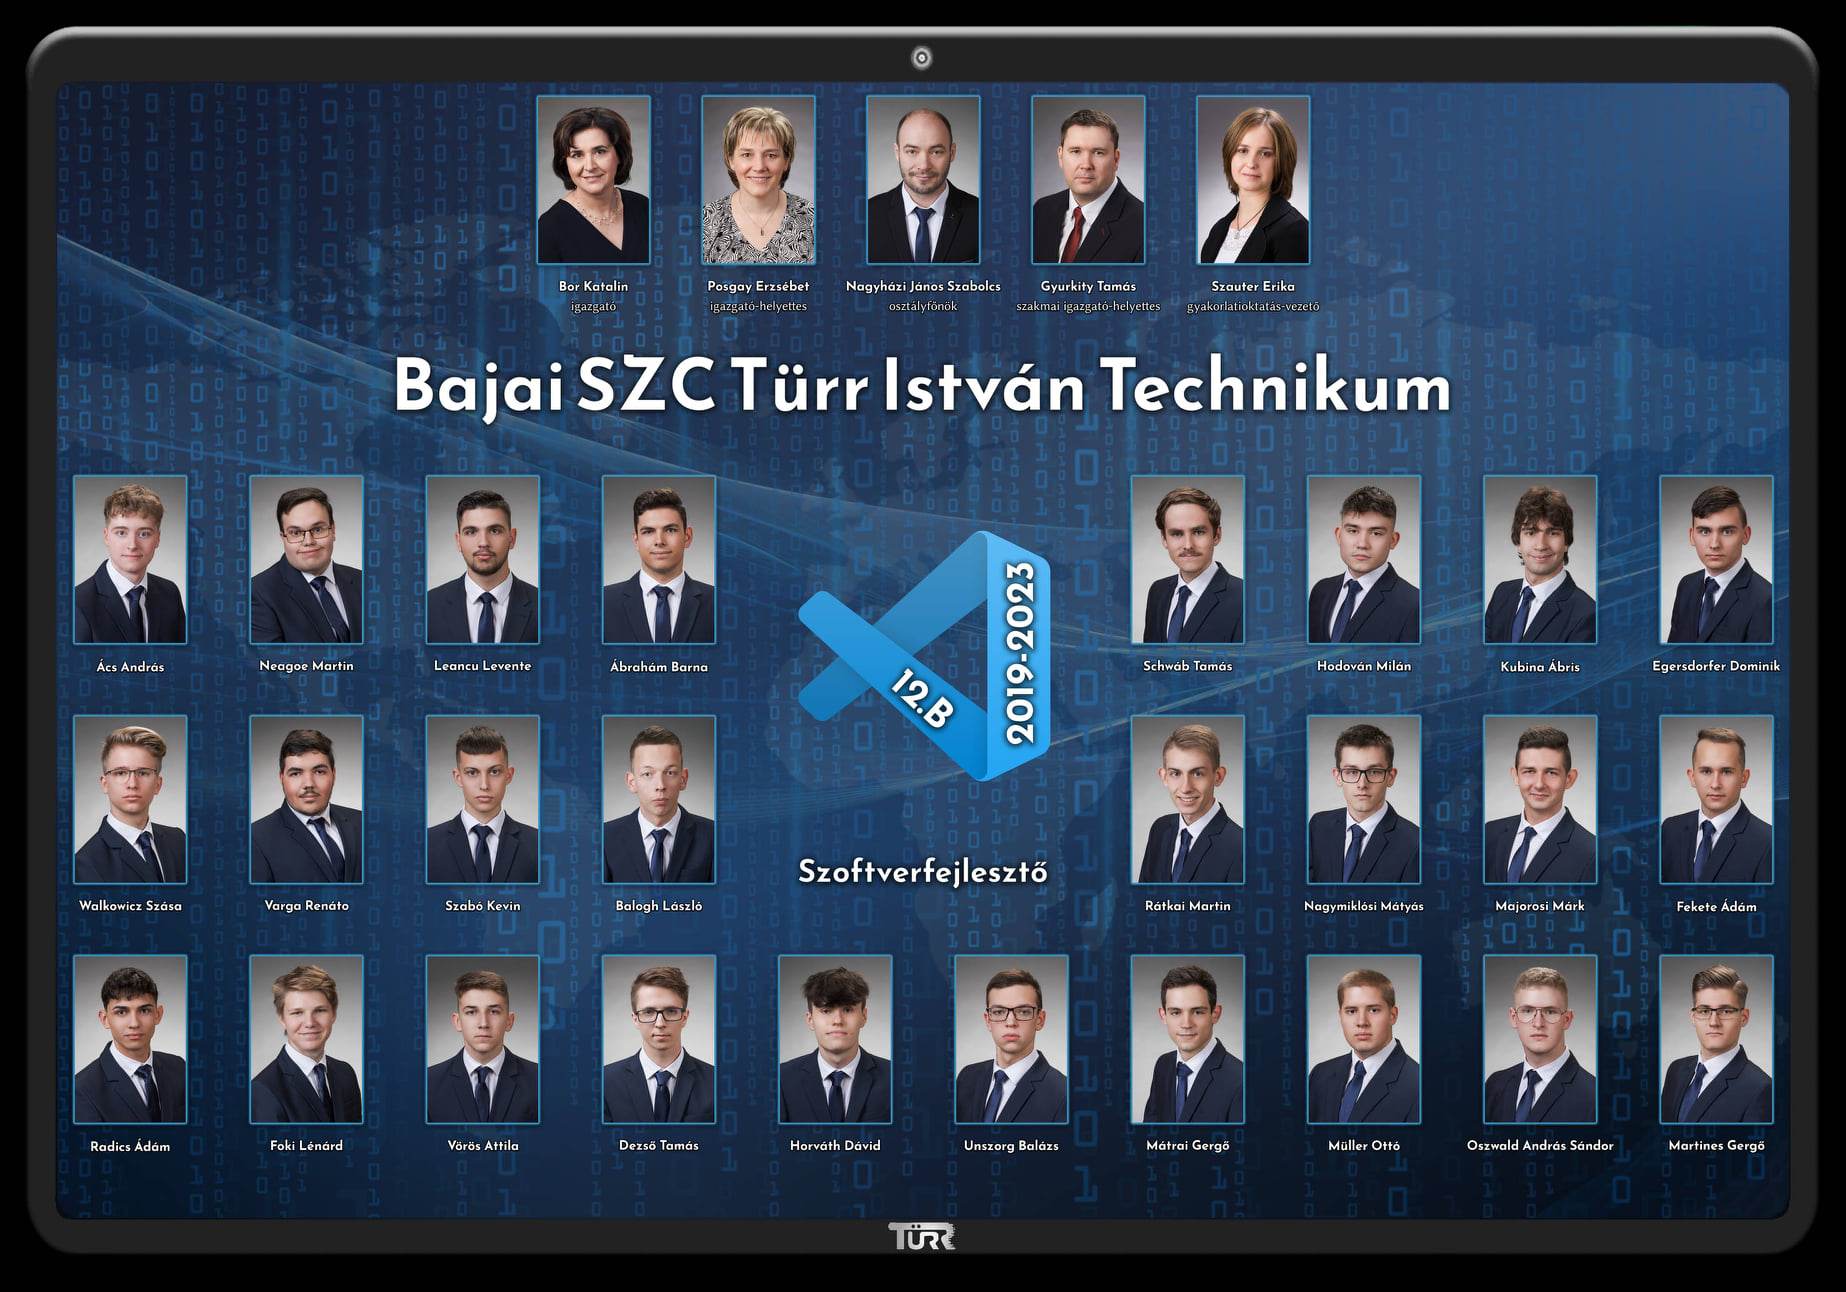 Bor Katalin
igazgató
Posgay Erzsébet
igazgató-helyettes
Nagyházi János Szabolcs
osztályfőnök
Gyurkity Tamás
szakmai igazgató-helyettes
Szauter Erika
gyakorlatioktatás-vezető
Bajai SZC Türr István Technikum
Ács András
Neagoe Martin
Leancu Levente
Ábrahám Barna
Schwáb Tamás
Hodován Milán
Kubina Ábris
Egersdorfer Dominik
12.B
2019-2023
Szoftverfejlesztő
Walkowicz Szása
Varga Renáto
Szabó Kevin
Balogh László
Rátkai Martin
Nagymiklósi Mátyás
Majorosi Márk
Fekete Ádám
Radics Ádám
Foki Lénárd
Vörös Attila
Dezső Tamás
Horváth Dávid
Unszorg Balázs
Mátrai Gergő
Müller Ottó
Oszwald András Sándor
Martines Gergő
TÜRR